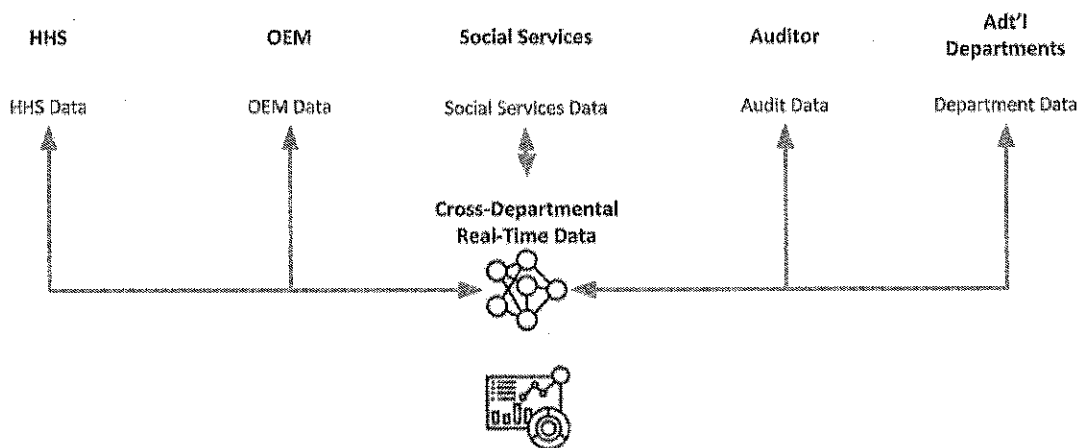 HHS
OEM
Social Services
Auditor
Adt'l
Departments
HHS Data
OEM Data
Social Services Data
Audit Data
Department Data
Cross-Departmental
Real-Time Data